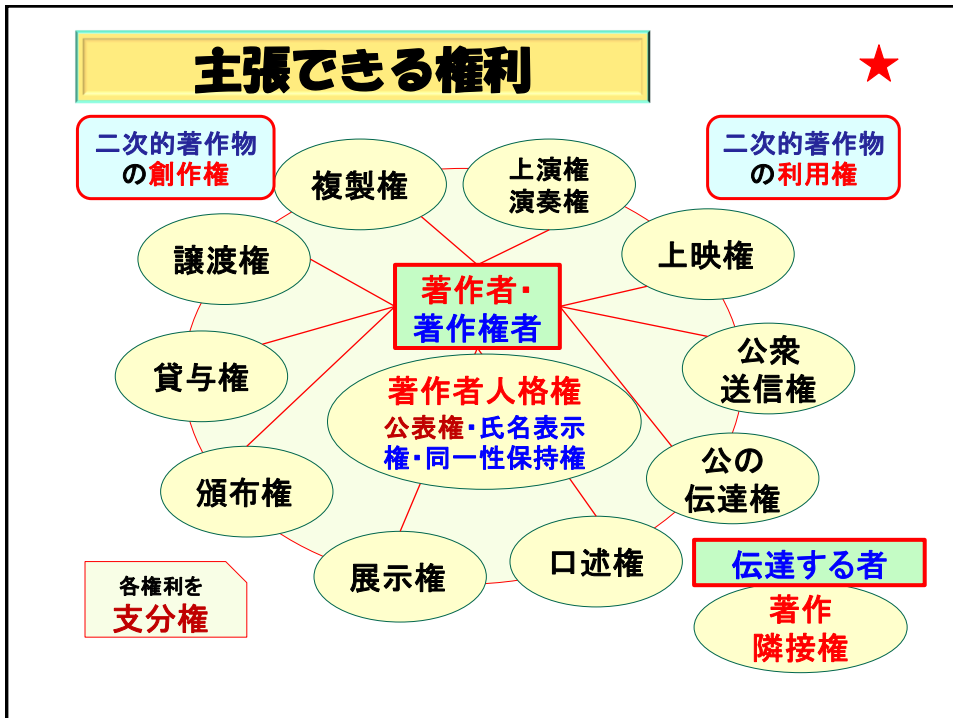 主張できる権利
★
二次的著作物
の創作権
二次的著作物
の利用権
複製権
上演権
演奏権
譲渡権
上映権
著作者・
著作権者
貸与権
公衆
送信権
著作者人格権
公表権・氏名表示
権・同一性保持権
頒布権
公の
伝達権
展示権
口述権
伝達する者
著作
隣接権
各権利を
支分権